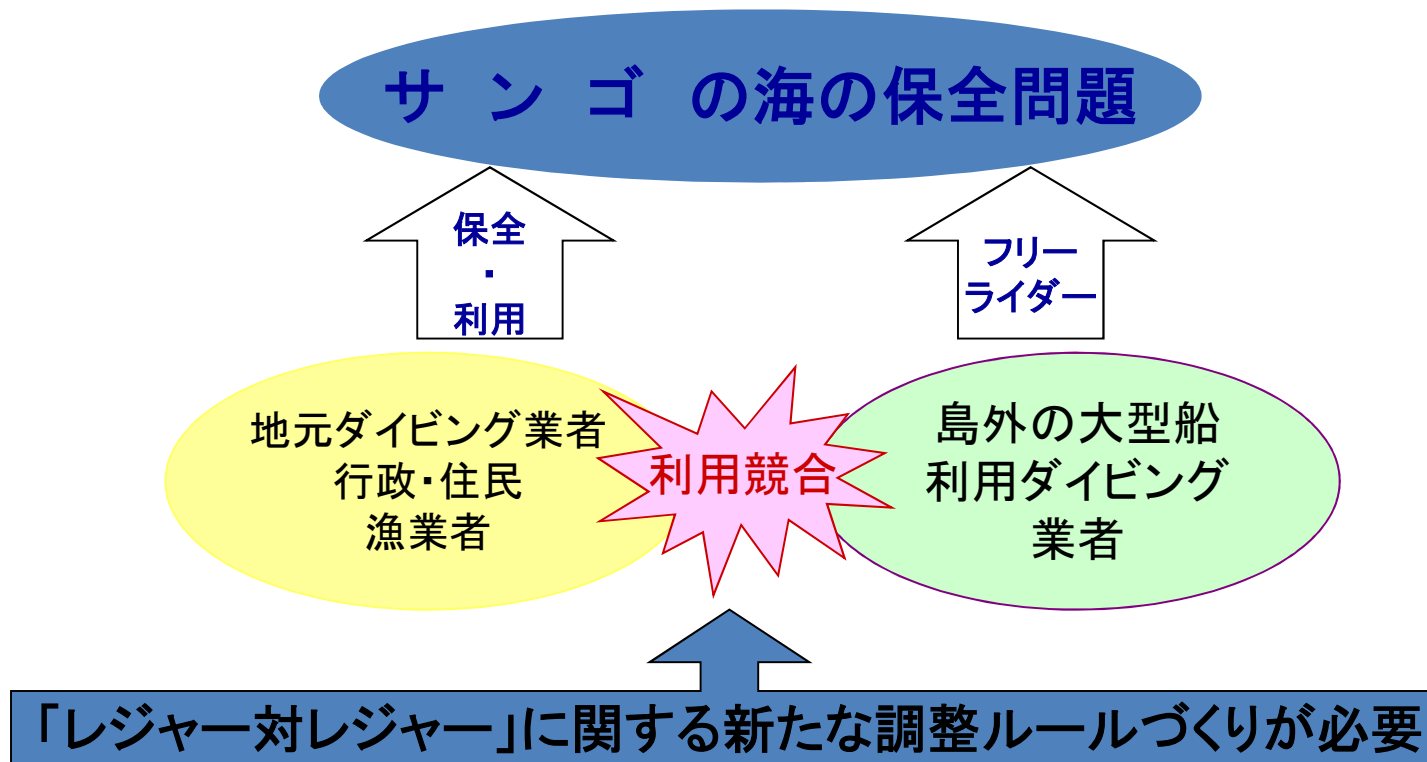 サ ン ゴ の海の保全問題
保全
・
利用
フリー
ライダー
地元ダイビング業者
行政・住民
漁業者
利用競合
島外の大型船
利用ダイビング
業者
「レジャー対レジャー」に関する新たな調整ルールづくりが必要